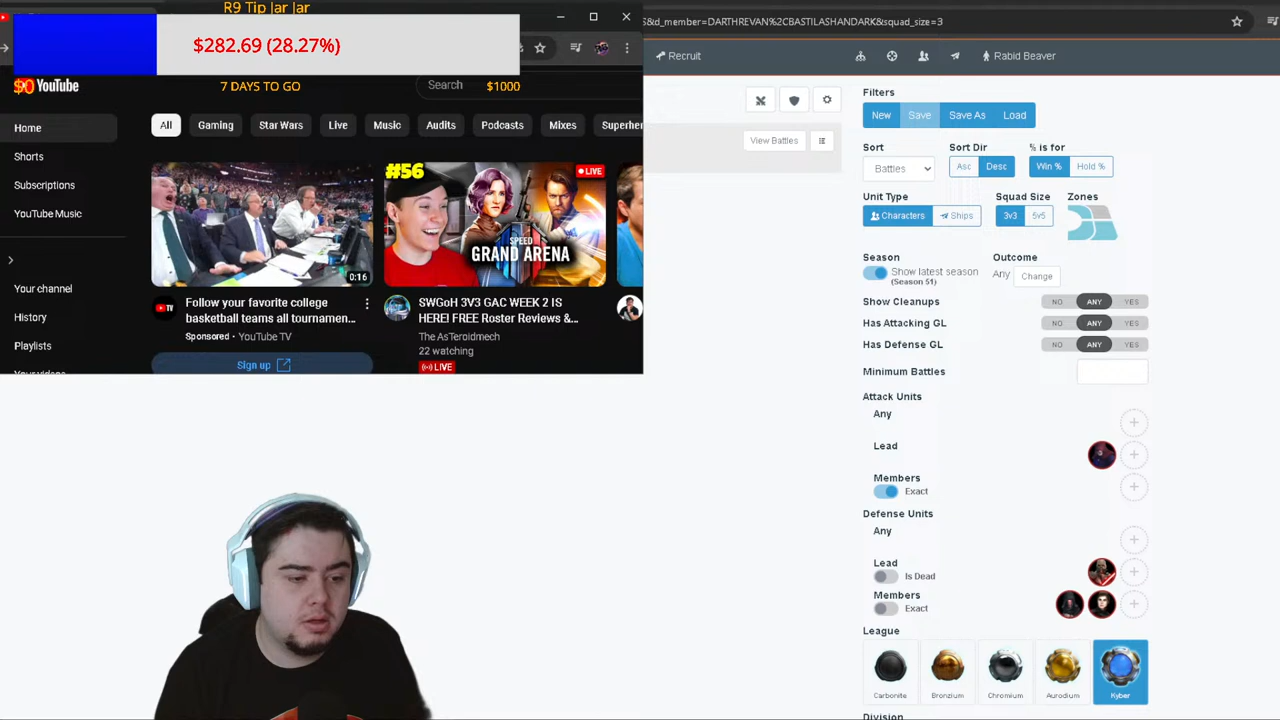 R9 Tip Jar Jar
$282.69 (28.27%)
$0
7 DAYS TO GO
$1000
YouTube
Search
Home
Shorts
Subscriptions
YouTube Music
Your channel
History
Playlists
Your videos
All
Gaming
Star Wars
Live
Music
Audits
Podcasts
Mixes
Superhe
0:16
Follow your favorite college
basketball teams all tournamen...
Sponsored · YouTube TV
Sign up
#56
LIVE
SPEED
GRAND ARENA
SWGoH 3V3 GAC WEEK 2 IS
HERE! FREE Roster Reviews &...
The AsTeroidmech
22 watching
LIVE
&d_member=DARTHREVAN%2CBASTILASHANDARK&squad_size=3
Recruit
Rabid Beaver
View Battles
Filters
New
Save
Save As
Load
Sort
Sort Dir
% is for
Battles
Asc
Desc
Win %
Hold %
Unit Type
Squad Size
Zones
Characters
Ships
3v3
5v5
Season
Outcome
Show latest season
(Season 51)
Any
Change
Show Cleanups
NO ANY YES
Has Attacking GL
NO ANY YES
Has Defense GL
NO ANY YES
Minimum Battles
Attack Units
Any
Lead
Members
Exact
Defense Units
Any
Lead
Is Dead
Members
Exact
League
Carbonite
Bronzium
Chromium
Aurodium
Kyber
Division